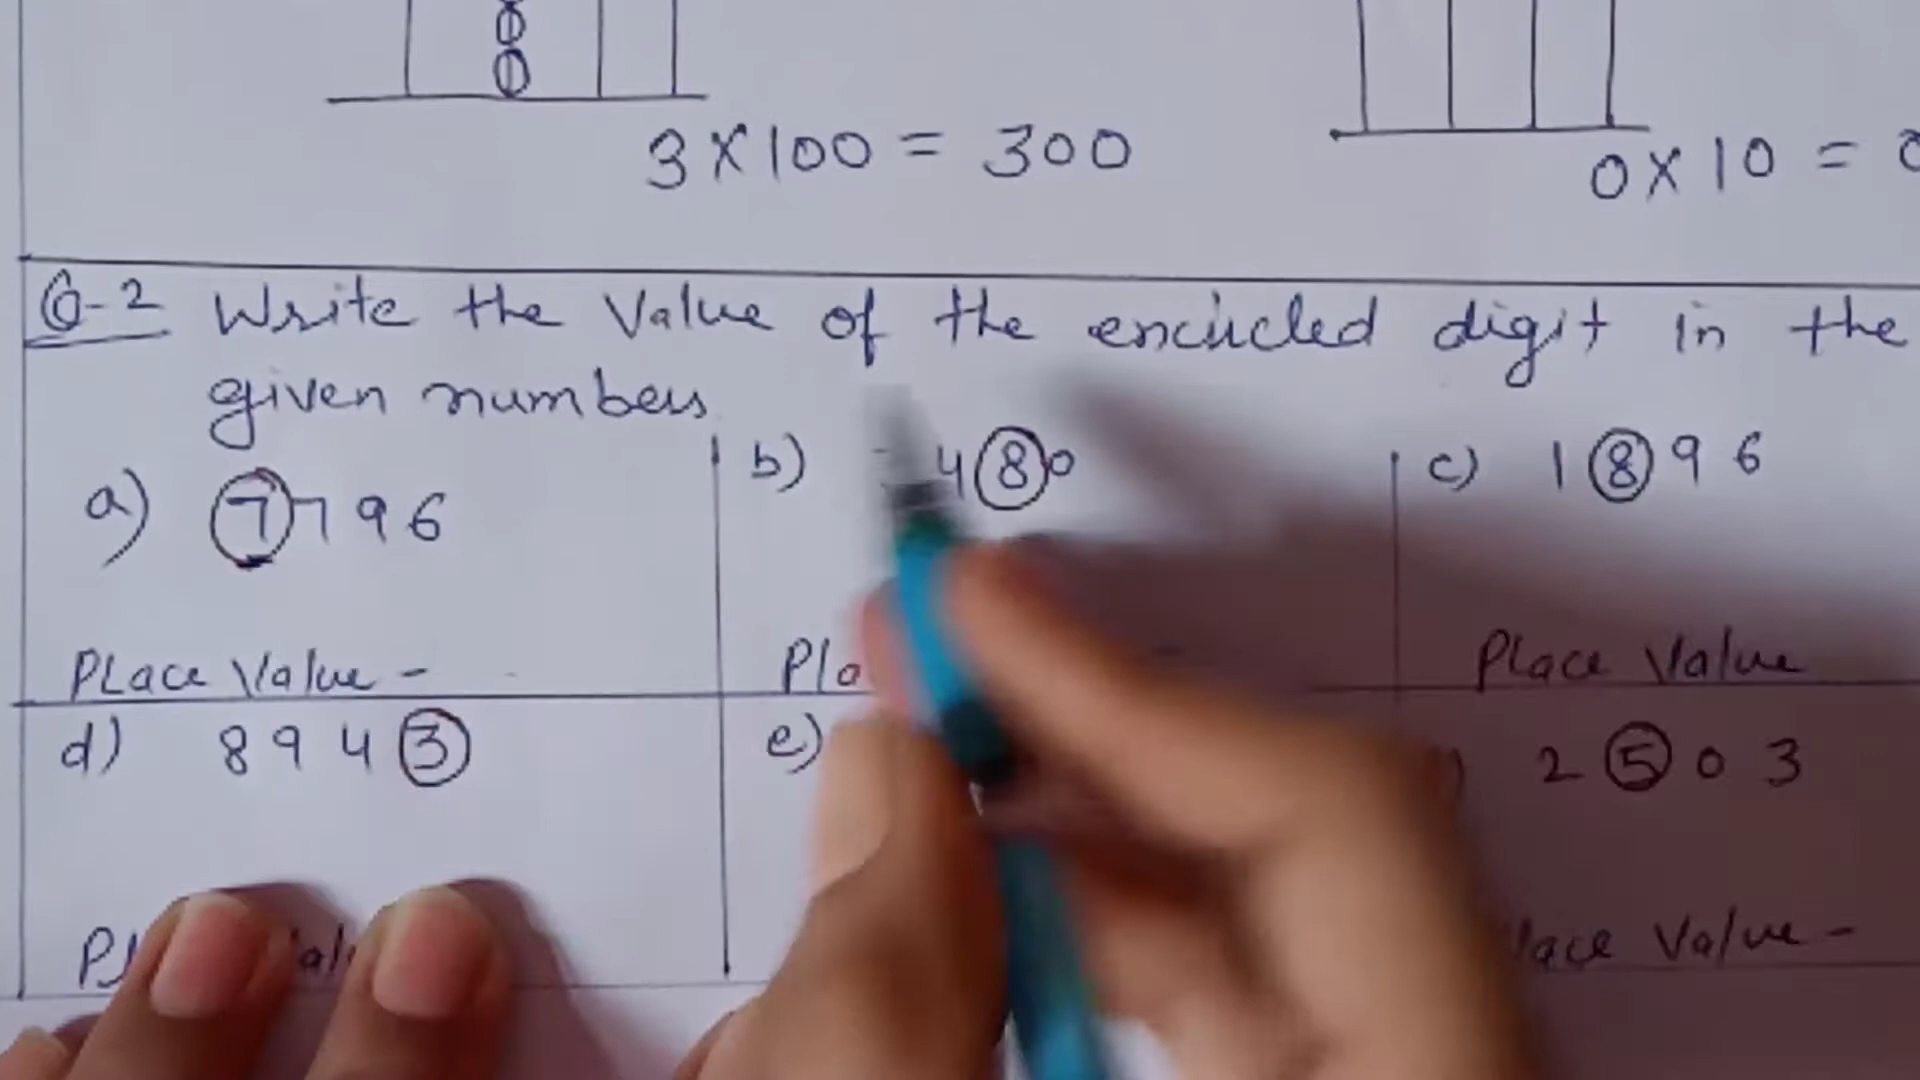 3 X 100 = 300
0 X 10 =
Q-2 Write the Value of the encircled digit in the
given numbers
a) 7796
b) 480
c) 1896
Place Value -
Place Value
d) 8943
e)
2503
Value -